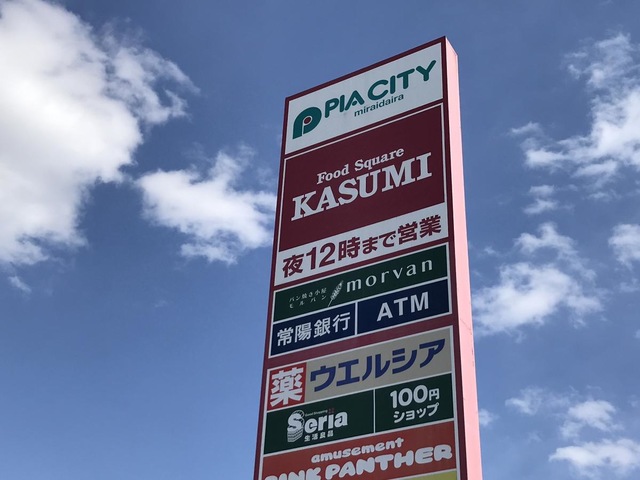 PIA CITY
miraidaira
Food Square
KASUMI
夜12時まで営業
パン焼き小屋
モルバン
morvan
常陽銀行
ATM
薬 ウエルシア
Seria
生活良品
100円
ショップ
amusement
PINK PANTHER